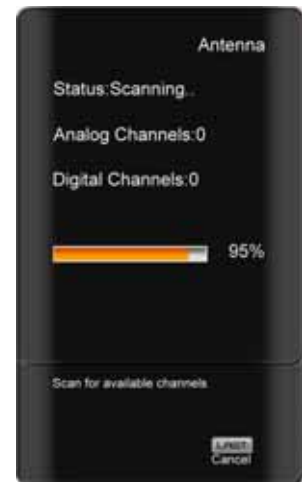 Antenna
Status:Scanning..
Analog Channels:0
Digital Channels:0
95%
Scan for available channels
LAST
Cancel